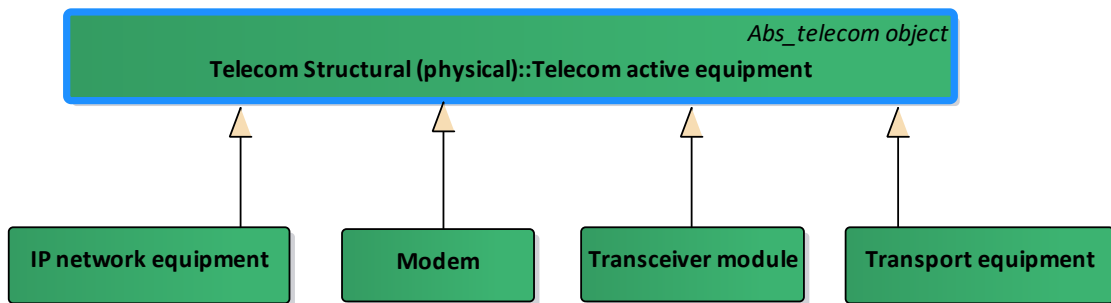 Abs_telecom object
Telecom Structural (physical)::Telecom active equipment
IP network equipment
Modem
Transceiver module
Transport equipment